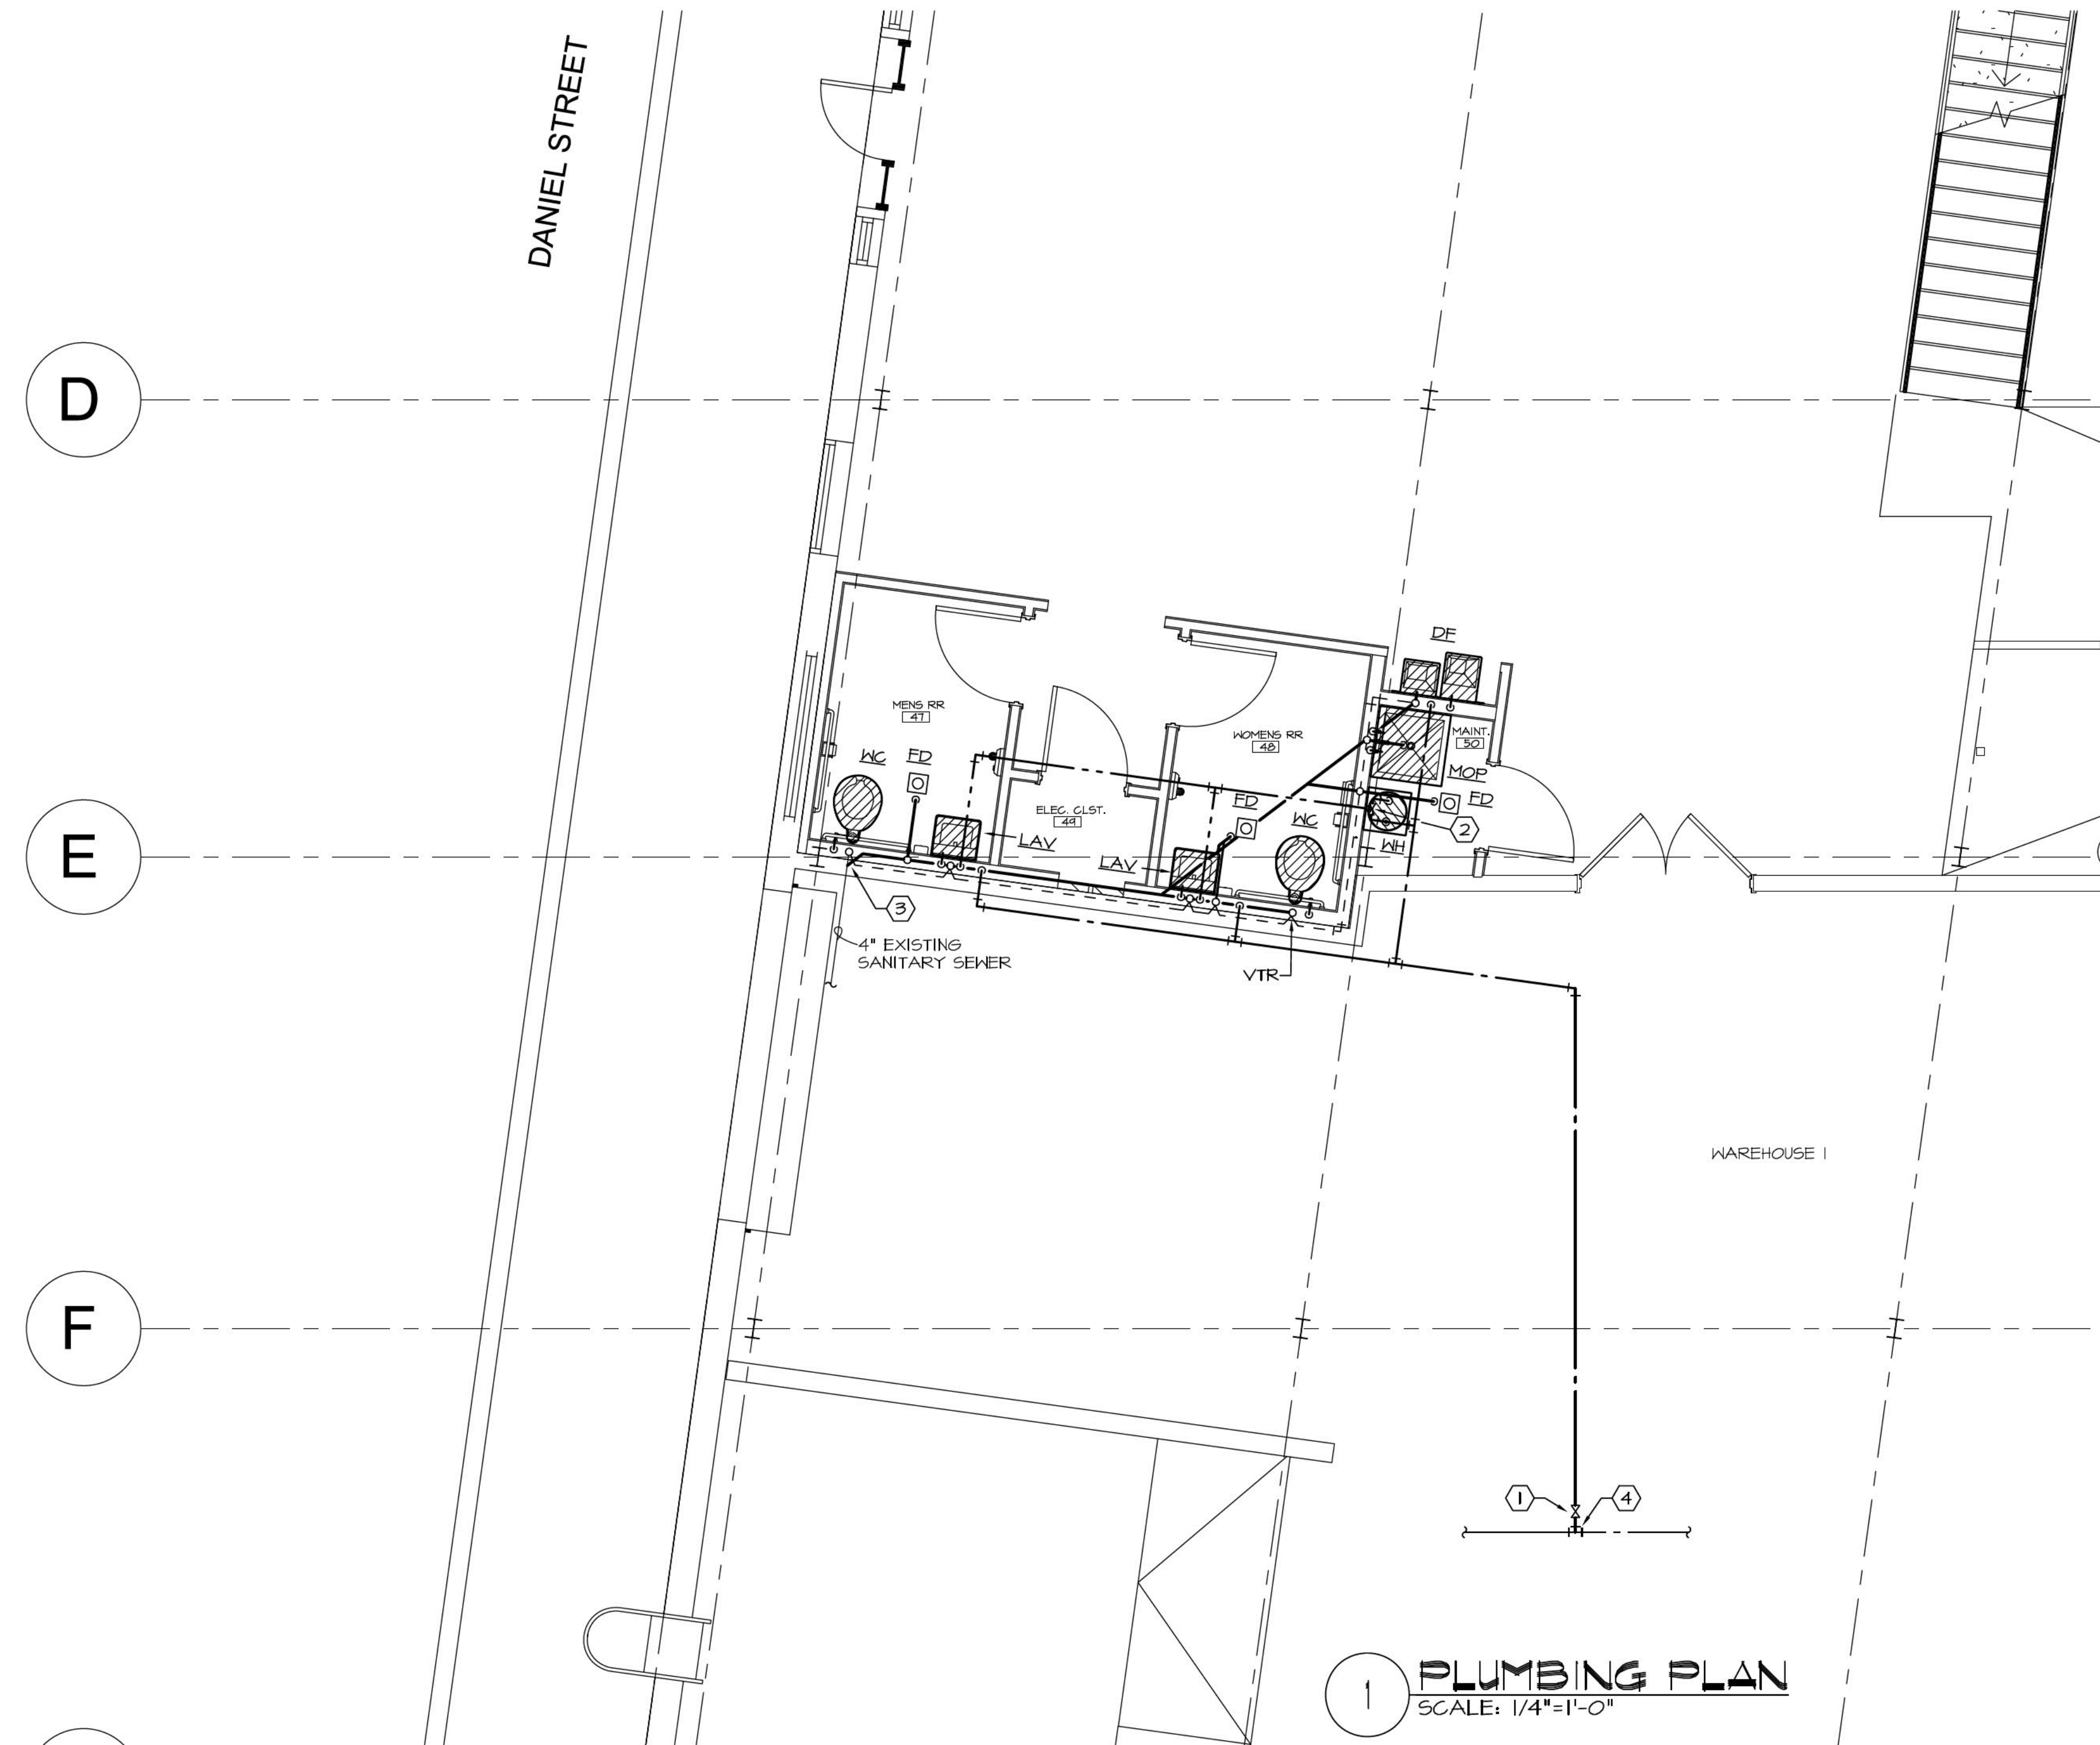 DANIEL STREET
D
DF
MENS RR
47
WOMENS RR
48
MAINT.
50
WC
FD
MOP
FD
ELEC. CLST.
49
FD
WC
2
LAV
WH
LAV
E
3
4" EXISTING
SANITARY SEWER
VTR
WAREHOUSE 1
F
1
4
1
PLUMBING PLAN
SCALE: 1/4"=1'-0"